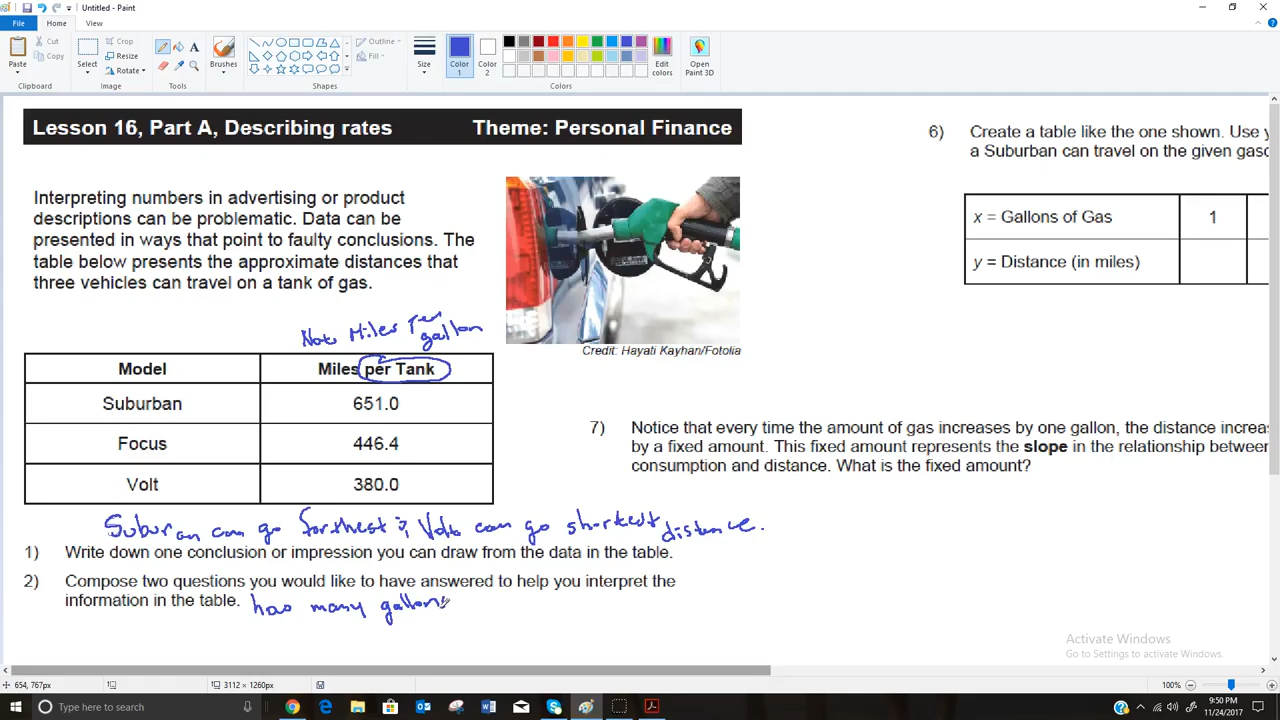 Untitled - Paint
File
Home
View
Paste
Cut
Copy
Clipboard
Select
Crop
Resize
Rotate
Image
A
Tools
Brushes
Outline
Fill
Shapes
Size
Color 1
Color 2
Edit colors
Colors
Open Paint 3D
Lesson 16, Part A, Describing rates Theme: Personal Finance
Interpreting numbers in advertising or product
descriptions can be problematic. Data can be
presented in ways that point to faulty conclusions. The
table below presents the approximate distances that
three vehicles can travel on a tank of gas.
Credit: Hayati Kayhan/Fotolia
Note Miles Per
gallon
Model Miles per Tank
Suburban 651.0
Focus 446.4
Volt 380.0
Suburban can go forthest ; Volt can go shortest distance.
1) Write down one conclusion or impression you can draw from the data in the table.
2) Compose two questions you would like to have answered to help you interpret the
information in the table. how many gallons
6) Create a table like the one shown. Use
a Suburban can travel on the given
x = Gallons of Gas 1
y = Distance (in miles)
7) Notice that every time the amount of gas increases by one gallon, the distance
by a fixed amount. This fixed amount represents the slope in the relationship between
consumption and distance. What is the fixed amount?
Activate Windows
Go to Settings to activate Windows.
654, 767px
3112 × 1260px
100%
Type here to search
9:50 PM
11/24/2017